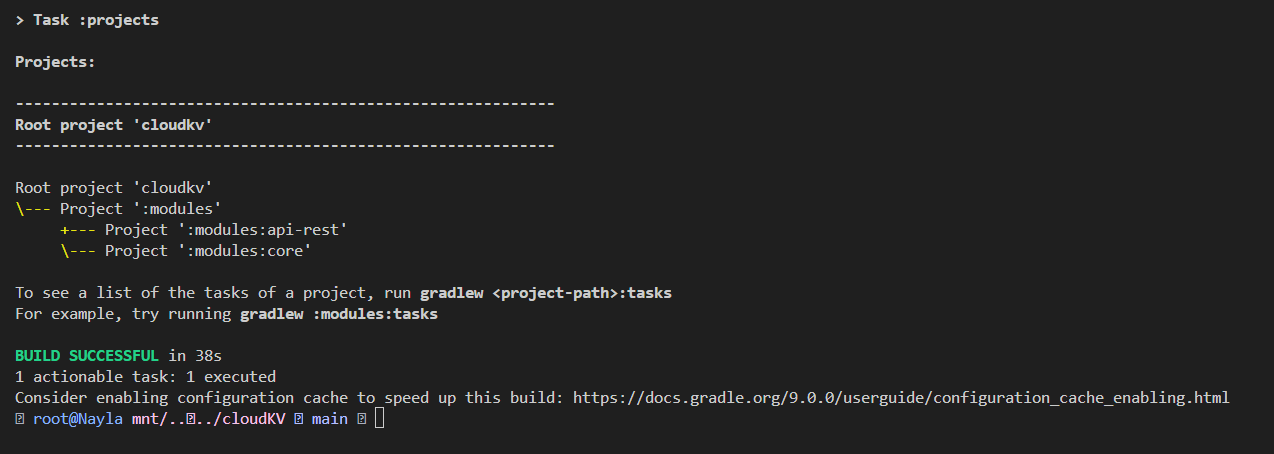 > Task :projects
Projects:
------------------------------------------------------------
Root project 'cloudkv'
------------------------------------------------------------
Root project 'cloudkv'
\--- Project ':modules'
     +--- Project ':modules:api-rest'
     \--- Project ':modules:core'
To see a list of the tasks of a project, run gradlew <project-path>:tasks
For example, try running gradlew :modules:tasks
BUILD SUCCESSFUL in 38s
1 actionable task: 1 executed
Consider enabling configuration cache to speed up this build: https://docs.gradle.org/9.0.0/userguide/configuration_cache_enabling.html
root@Nayla mnt/../../cloudKV main